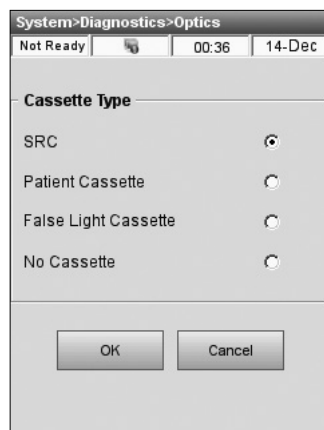 System>Diagnostics>Optics
Not Ready 00:36 14-Dec
Cassette Type
SRC
Patient Cassette
False Light Cassette
No Cassette
OK Cancel